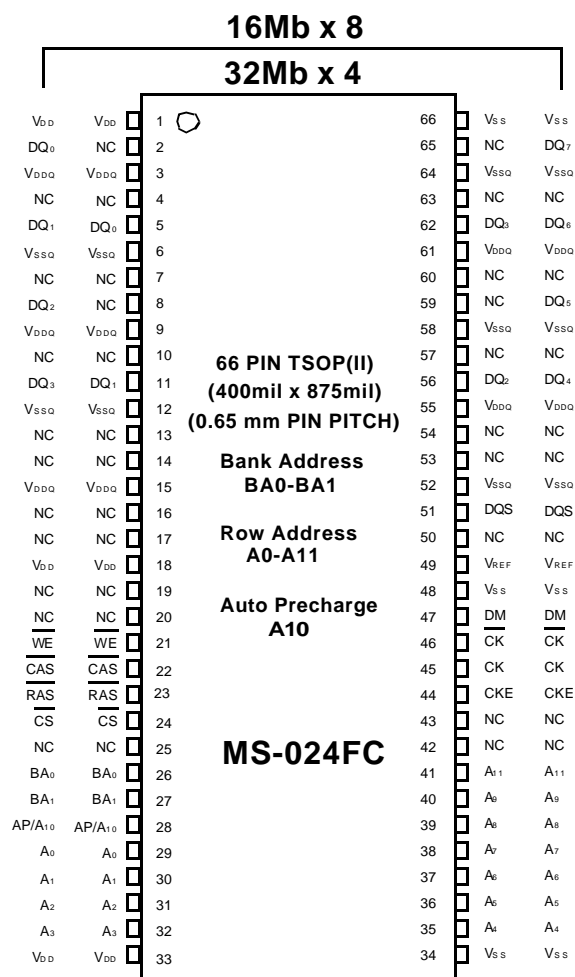 16Mb x 8
32Mb x 4
VDD VDD 1 66 VSS VSS
DQ0 NC 2 65 NC DQ7
VDDQ VDDQ 3 64 VSSQ VSSQ
NC NC 4 63 NC NC
DQ1 DQ0 5 62 DQ3 DQ6
VSSQ VSSQ 6 61 VDDQ VDDQ
NC NC 7 60 NC NC
DQ2 NC 8 59 NC DQ5
VDDQ VDDQ 9 58 VSSQ VSSQ
NC NC 10 57 NC NC
66 PIN TSOP(II)
DQ3 DQ1 11 56 DQ2 DQ4
(400mil x 875mil)
VSSQ VSSQ 12 55 VDDQ VDDQ
(0.65 mm PIN PITCH)
NC NC 13 54 NC NC
NC NC 14 53 NC NC
Bank Address
VDDQ VDDQ 15 52 VSSQ VSSQ
BA0-BA1
NC NC 16 51 DQS DQS
NC NC 17 50 NC NC
Row Address
VDD VDD 18 49 VREF VREF
A0-A11
NC NC 19 48 VSS VSS
NC NC 20 47 DM DM
Auto Precharge
A10
WE WE 21 46 CK CK
CAS CAS 22 45 CK CK
RAS RAS 23 44 CKE CKE
CS CS 24 43 NC NC
NC NC 25 42 NC NC
MS-024FC
BA0 BA0 26 41 A11 A11
BA1 BA1 27 40 A9 A9
AP/A10 AP/A10 28 39 A8 A8
A0 A0 29 38 A7 A7
A1 A1 30 37 A6 A6
A2 A2 31 36 A5 A5
A3 A3 32 35 A4 A4
VDD VDD 33 34 VSS VSS